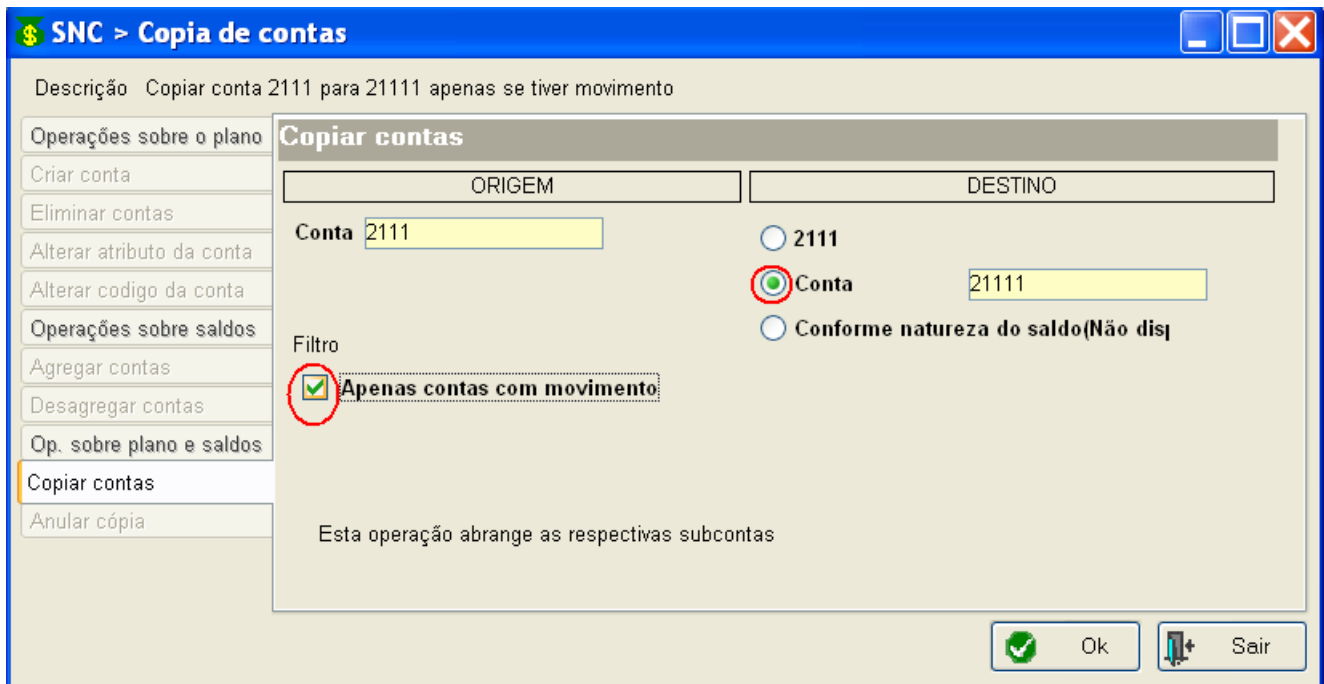 SNC > Copia de contas
Descrição Copiar conta 2111 para 21111 apenas se tiver movimento
Operações sobre o plano
Criar conta
Eliminar contas
Alterar atributo da conta
Alterar codigo da conta
Operações sobre saldos
Agregar contas
Desagregar contas
Op. sobre plano e saldos
Copiar contas
Anular cópia
Copiar contas
ORIGEM
DESTINO
Conta 2111
2111
Conta 21111
Conforme natureza do saldo(Não disp
Filtro
Apenas contas com movimento
Esta operação abrange as respectivas subcontas
Ok
Sair